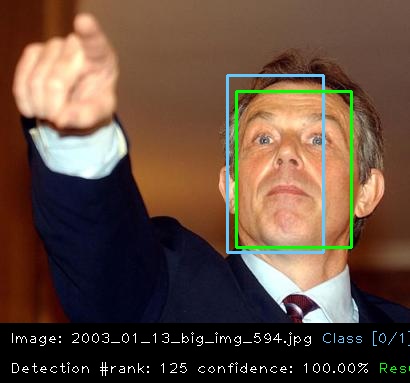 Image: 2003_01_13_big_img_594.jpg Class [0/1]
Detection #rank: 125 confidence: 100.00%